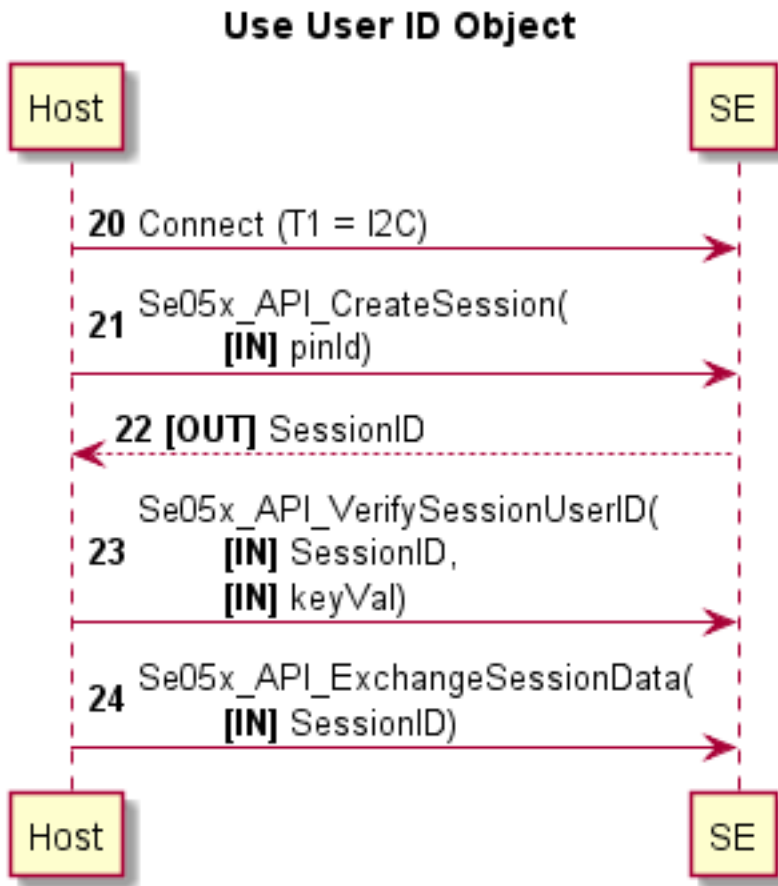 Use User ID Object
Host
SE
20 Connect (T1 = I2C)
21 Se05x_API_CreateSession(
[IN] pinId)
22 [OUT] SessionID
Se05x_API_VerifySessionUserID(
23 [IN] SessionID,
[IN] keyVal)
24 Se05x_API_ExchangeSessionData(
[IN] SessionID)
Host
SE